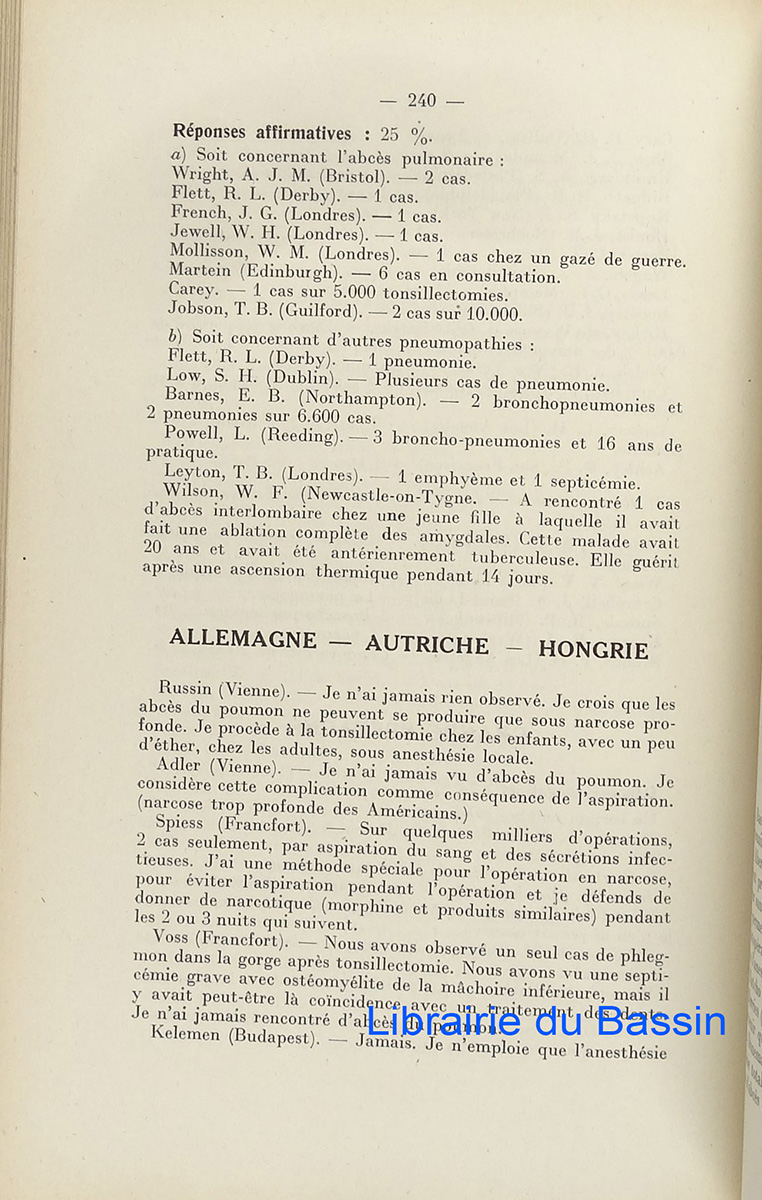 — 240 —
Réponses affirmatives : 25 %.
a) Soit concernant l'abcès pulmonaire :
Wright, A. J. M. (Bristol). — 2 cas.
Flett, R. L. (Derby). — 1 cas.
French, J. G. (Londres). — 1 cas.
Jewell, W. H. (Londres). — 1 cas.
Mollisson, W. M. (Londres). — 1 cas chez un gazé de guerre.
Martein (Edinburgh). — 6 cas en consultation.
Carey. — 1 cas sur 5.000 tonsillectomies.
Jobson, T. B. (Guilford). — 2 cas sur 10.000.
b) Soit concernant d'autres pneumopathies :
Flett, R. L. (Derby). — 1 pneumonie.
Low, S. H. (Dublin). — Plusieurs cas de pneumonie.
Barnes, E. B. (Northampton). — 2 bronchopneumonies et
2 pneumonies sur 6.600 cas.
Powell, L. (Reeding). — 3 broncho-pneumonies et 16 ans de
pratique.
Leyton, T. B. (Londres). — 1 emphyème et 1 septicémie.
Wilson, W. F. (Newcastle-on-Tygne. — A rencontré 1 cas
d'abcès interlombaire chez une jeune fille à laquelle il avait
fait une ablation complète des amygdales. Cette malade avait
20 ans et avait été antérienrement tuberculeuse. Elle guérit
après une ascension thermique pendant 14 jours.
ALLEMAGNE — AUTRICHE — HONGRIE
Russin (Vienne). — Je n'ai jamais rien observé. Je crois que les
abcès du poumon ne peuvent se produire que sous narcose pro-
fonde. Je procède à la tonsillectomie chez les enfants, avec un peu
d'éther, chez les adultes, sous anesthésie locale.
Adler (Vienne). — Je n'ai jamais vu d'abcès du poumon. Je
considère cette complication comme conséquence de l'aspiration.
(narcose trop profonde des Américains.)
Spiess (Francfort). — Sur quelques milliers d'opérations,
2 cas seulement, par aspiration du sang et des sécrétions infec-
tieuses. J'ai une méthode spéciale pour l'opération en narcose,
pour éviter l'aspiration pendant l'opération et je défends de
donner de narcotique (morphine et produits similaires) pendant
les 2 ou 3 nuits qui suivent.
Voss (Francfort). — Nous avons observé un seul cas de phleg-
mon dans la gorge après tonsillectomie. Nous avons vu une septi-
cémie grave avec ostéomyélite de la mâchoire inférieure, mais il
y avait peut-être là coïncidence avec un traitement des dents.
Je n'ai jamais rencontré d'abcès du poumon.
Librairie du Bassin
Kelemen (Budapest). — Jamais. Je n'emploie que l'anesthésie